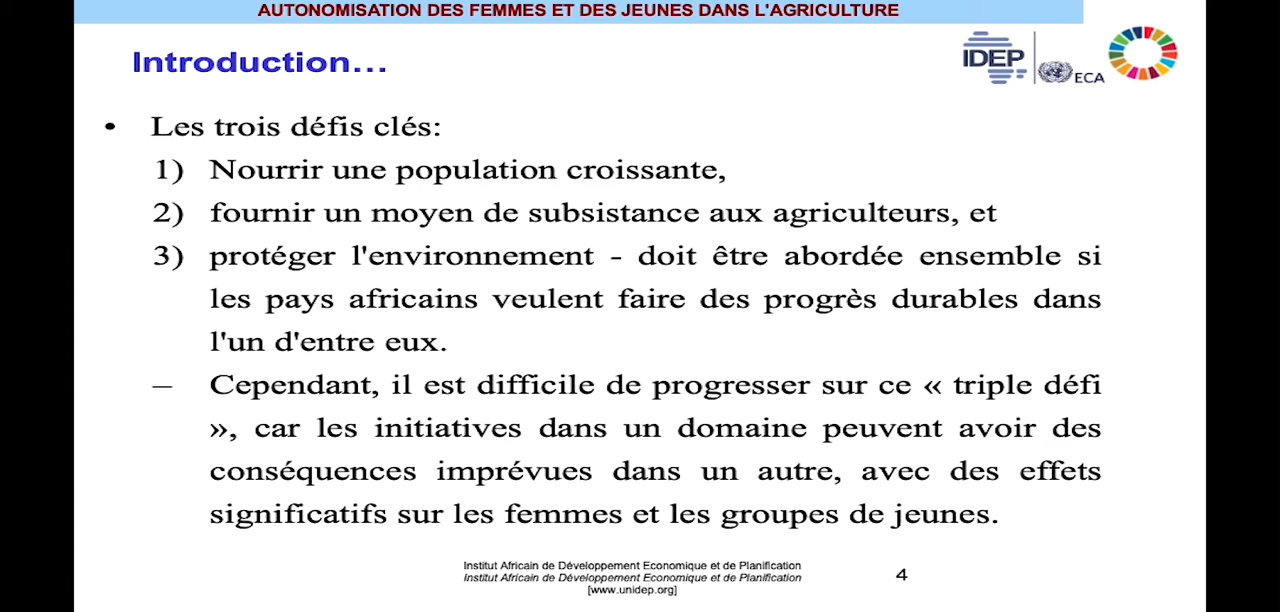 AUTONOMISATION DES FEMMES ET DES JEUNES DANS L'AGRICULTURE
Introduction…
IDEP
ECA
• Les trois défis clés:
1) Nourrir une population croissante,
2) fournir un moyen de subsistance aux agriculteurs, et
3) protéger l'environnement - doit être abordée ensemble si
les pays africains veulent faire des progrès durables dans
l'un d'entre eux.
– Cependant, il est difficile de progresser sur ce « triple défi
», car les initiatives dans un domaine peuvent avoir des
conséquences imprévues dans un autre, avec des effets
significatifs sur les femmes et les groupes de jeunes.
Institut Africain de Développement Economique et de Planification
Institut Africain de Développement Economique et de Planification
[www.unidep.org]
4